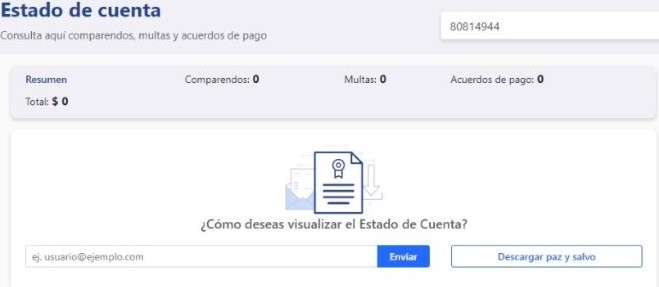 Estado de cuenta
Consulta aquí comparendos, multas y acuerdos de pago
80814944
Resumen
Comparendos: 0
Multas: 0
Acuerdos de pago: 0
Total: $ 0
¿Cómo deseas visualizar el Estado de Cuenta?
ej. usuario@ejemplo.com
Enviar
Descargar paz y salvo